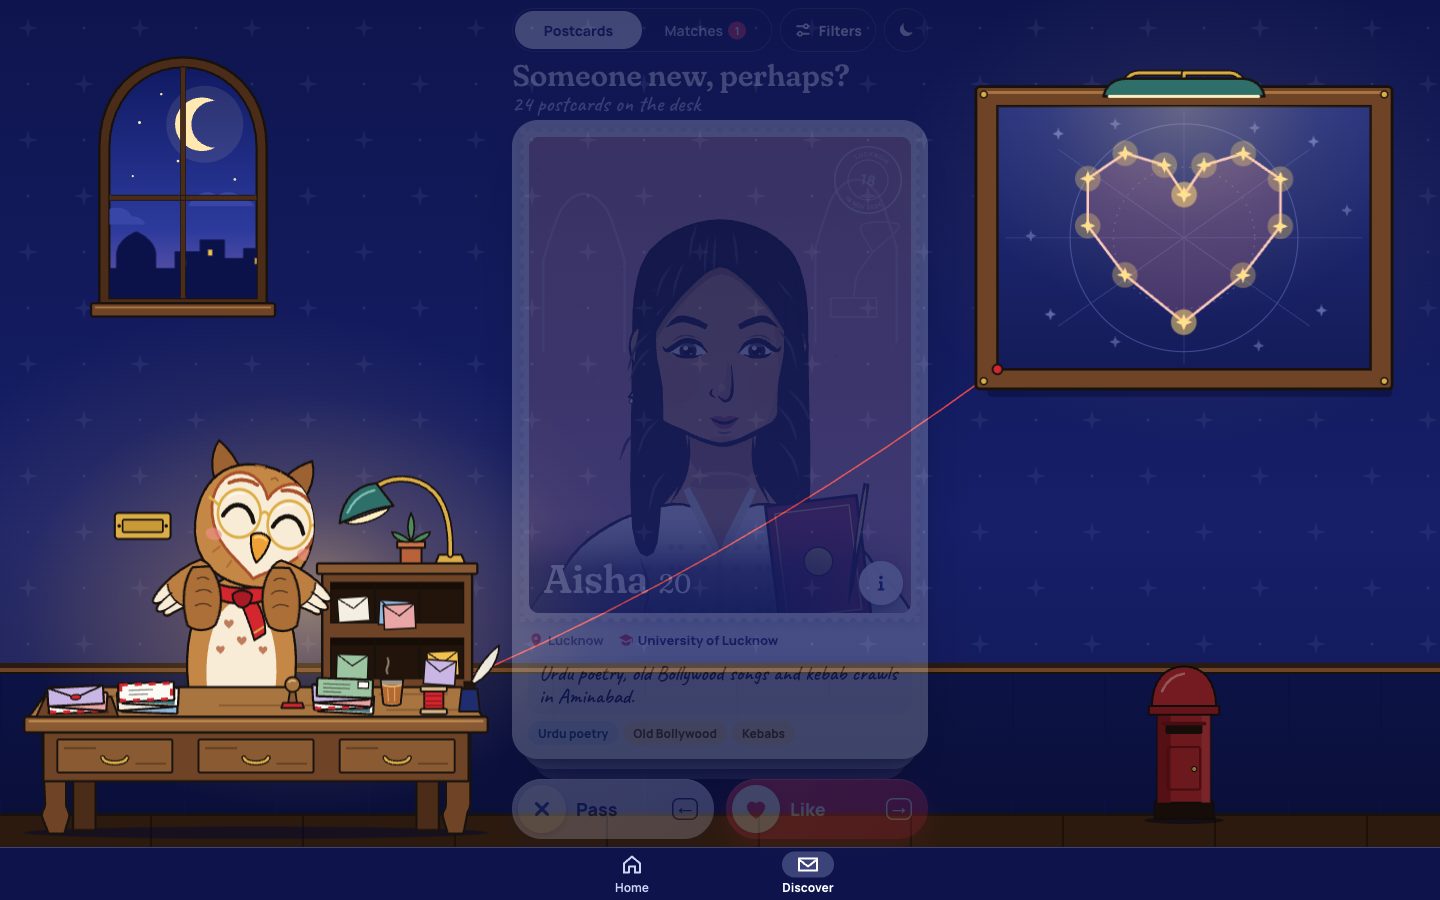 Postcards
Matches 1
Filters
Someone new, perhaps?
24 postcards on the desk
18
Aisha 20
i
Lucknow
University of Lucknow
Urdu poetry, old Bollywood songs and kebab crawls
in Aminabad.
Urdu poetry
Old Bollywood
Kebabs
Pass
Like
Home
Discover